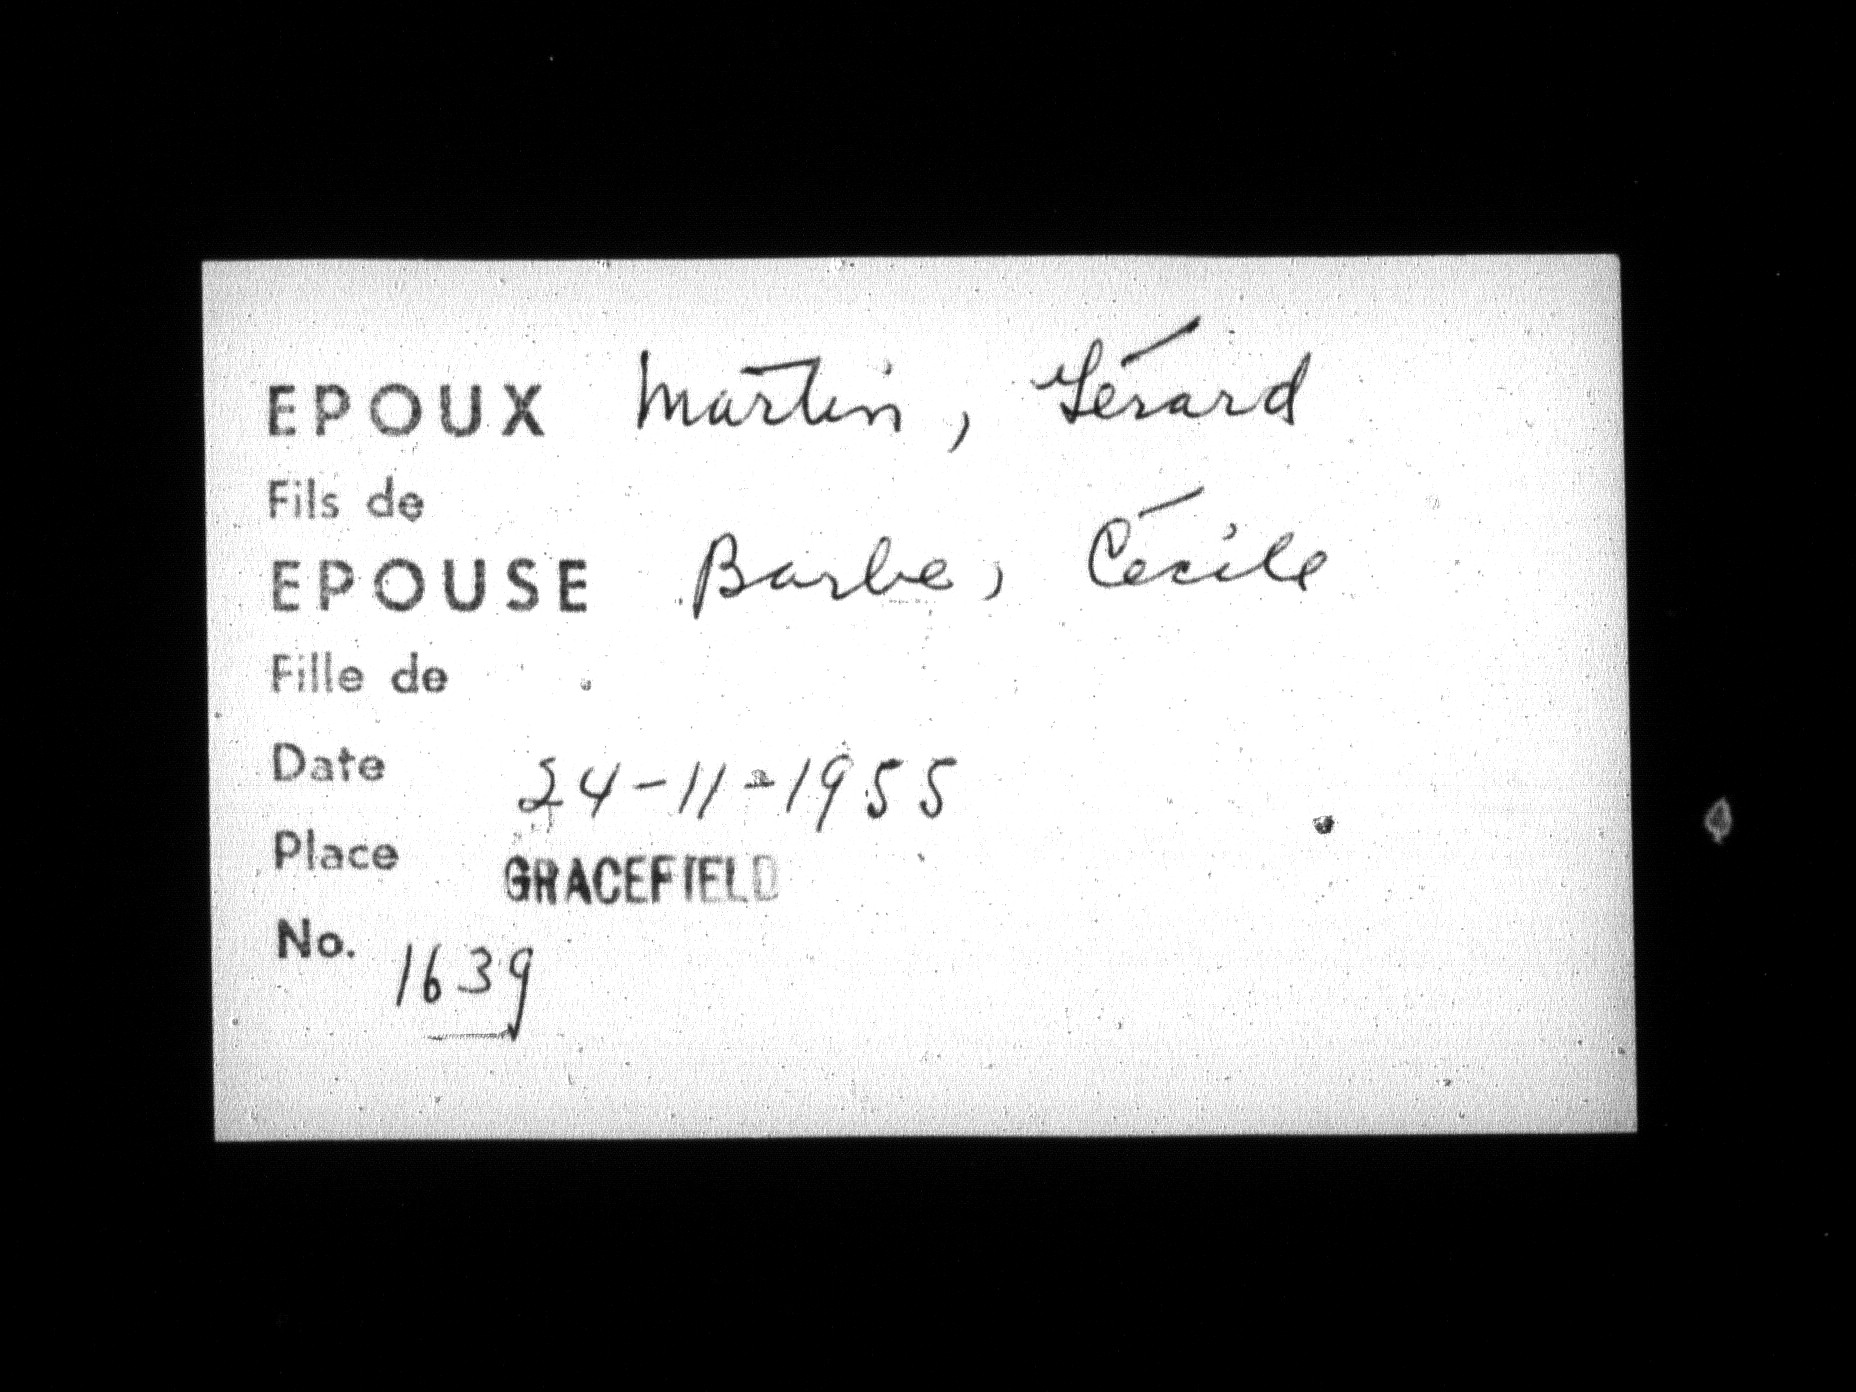 EPOUX Martin, Gérard
Fils de
EPOUSE Barbe, Cécile
Fille de
Date 24-11-1955
Place GRACEFIELD
No. 1639